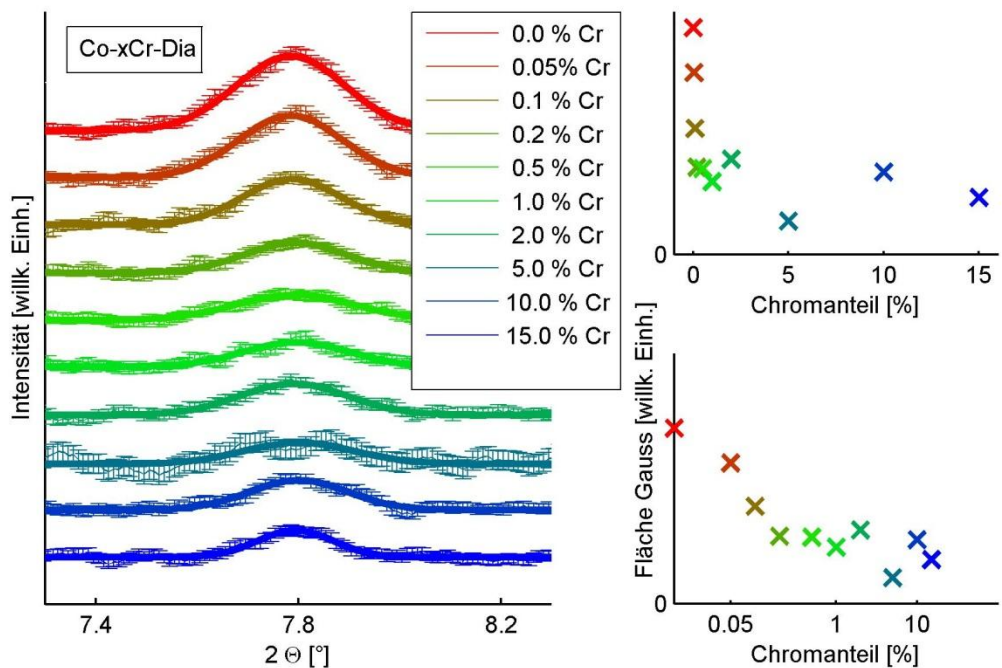 Co-xCr-Dia
0.0 % Cr
0.05% Cr
0.1 % Cr
0.2 % Cr
0.5 % Cr
1.0 % Cr
2.0 % Cr
5.0 % Cr
10.0 % Cr
15.0 % Cr
Intensität [willk. Einh.]
7.4 7.8 8.2
2 Θ [°]
0
0 5 10 15
Chromanteil [%]
Fläche Gauss [willk. Einh.]
0
0.05 1 10
Chromanteil [%]